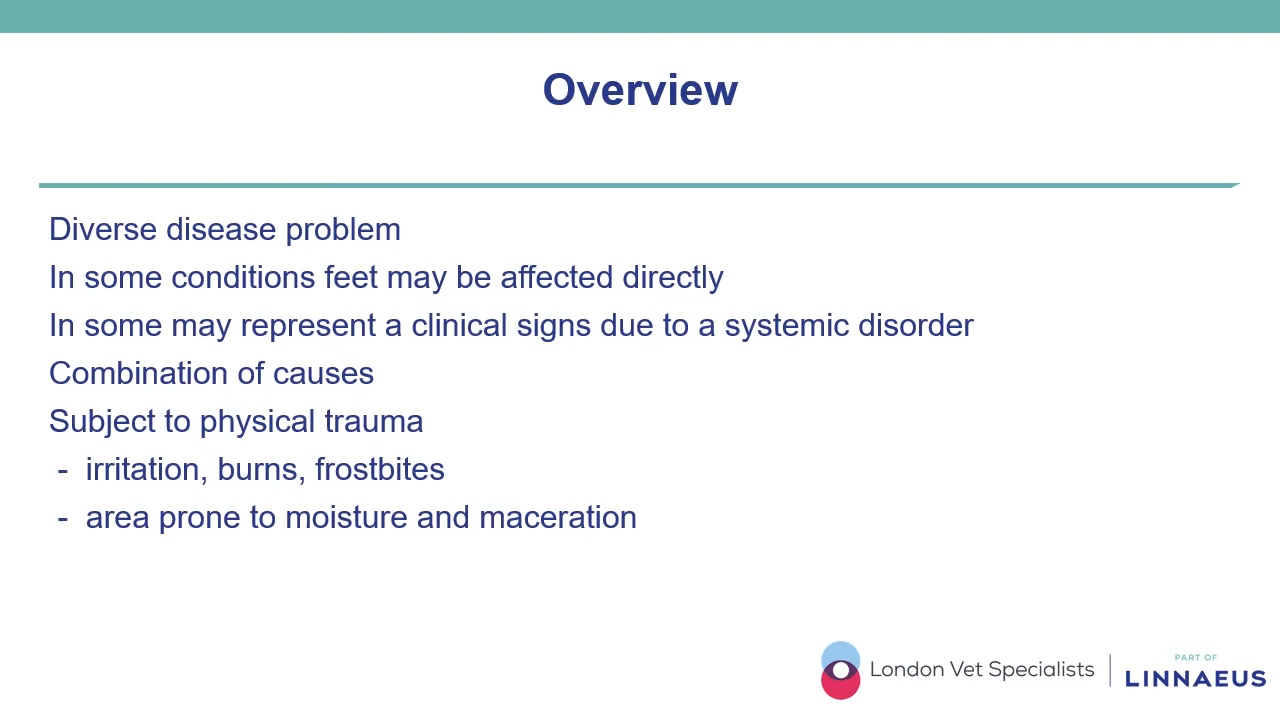 Overview
Diverse disease problem
In some conditions feet may be affected directly
In some may represent a clinical signs due to a systemic disorder
Combination of causes
Subject to physical trauma
- irritation, burns, frostbites
- area prone to moisture and maceration
London Vet Specialists
PART OF
LINNAEUS